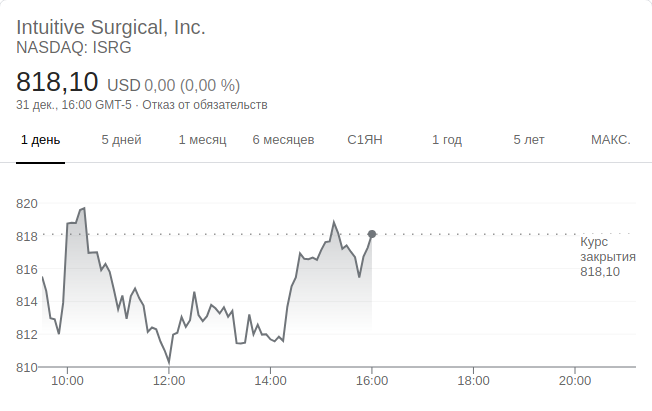 Intuitive Surgical, Inc.
NASDAQ: ISRG
818,10 USD 0,00 (0,00 %)
31 дек., 16:00 GMT-5 · Отказ от обязательств
1 день 5 дней 1 месяц 6 месяцев С1ЯН 1 год 5 лет МАКС.
820
818
816
814
812
810
Курс
закрытия
818,10
10:00 12:00 14:00 16:00 18:00 20:00